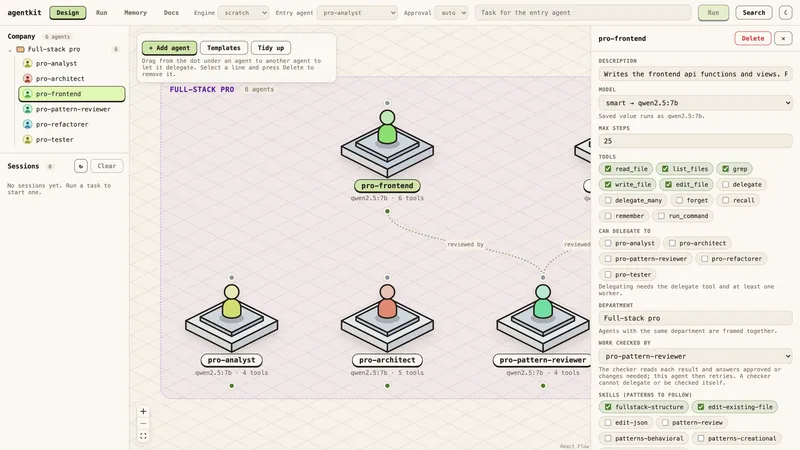 agentkit Design Run Memory Docs Engine scratch Entry agent pro-analyst Approval auto Task for the entry agent Run Search
Company 6 agents
Full-stack pro 6
pro-analyst
pro-architect
pro-frontend
pro-pattern-reviewer
pro-refactorer
pro-tester
Sessions 0 Clear
No sessions yet. Run a task to
start one.
+ Add agent Templates Tidy up
Drag from the dot under an agent to another agent to
let it delegate. Select a line and press Delete to
remove it.
FULL-STACK PRO 6 agents
pro-frontend
qwen2.5:7b · 6 tools
reviewed by
reviewed
pro-analyst
qwen2.5:7b · 4 tools
pro-architect
qwen2.5:7b · 5 tools
pro-pattern-reviewer
qwen2.5:7b · 4 tools
React Flow
pro-frontend Delete ×
DESCRIPTION
Writes the frontend api functions and views. F
MODEL
smart → qwen2.5:7b
Saved value runs as qwen2.5:7b.
MAX STEPS
25
TOOLS
read_file list_files grep
write_file edit_file delegate
delegate_many forget recall
remember run_command
CAN DELEGATE TO
pro-analyst pro-architect
pro-pattern-reviewer pro-refactorer
pro-tester
Delegating needs the delegate tool and at least one
worker.
DEPARTMENT
Full-stack pro
Agents with the same department are framed together.
WORK CHECKED BY
pro-pattern-reviewer
The checker reads each result and answers approved or
changes needed; this agent then retries. A checker
cannot delegate or be checked itself.
SKILLS (PATTERNS TO FOLLOW)
fullstack-structure edit-existing-file
edit-json pattern-review
patterns-behavioral patterns-creational